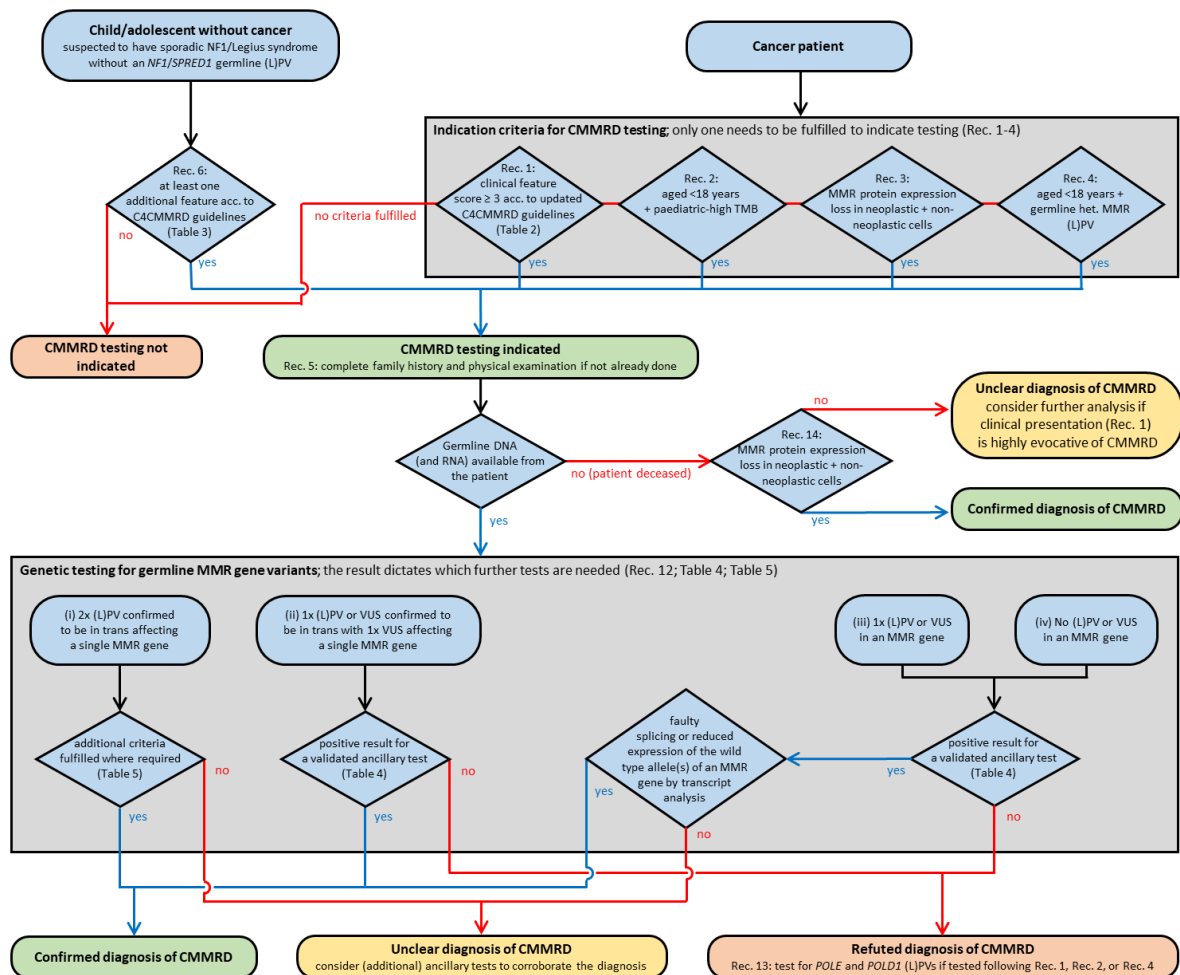 Child/adolescent without cancer
suspected to have sporadic NF1/Legius syndrome
without an NF1/SPRED1 germline (L)PV
Cancer patient
Indication criteria for CMMRD testing; only one needs to be fulfilled to indicate testing (Rec. 1-4)
Rec. 6:
at least one
additional feature acc. to
C4CMMRD guidelines
(Table 3)
no
yes
no criteria fulfilled
Rec. 1:
clinical feature
score ≥ 3 acc. to updated
C4CMMRD guidelines
(Table 2)
yes
Rec. 2:
aged <18 years
+ paediatric-high TMB
yes
Rec. 3:
MMR protein expression
loss in neoplastic + non-
neoplastic cells
yes
Rec. 4:
aged <18 years +
germline het. MMR
(L)PV
yes
CMMRD testing not
indicated
CMMRD testing indicated
Rec. 5: complete family history and physical examination if not already done
Germline DNA
(and RNA) available from
the patient
no (patient deceased)
yes
Rec. 14:
MMR protein expression
loss in neoplastic + non-
neoplastic cells
no
yes
Unclear diagnosis of CMMRD
consider further analysis if
clinical presentation (Rec. 1)
is highly evocative of CMMRD
Confirmed diagnosis of CMMRD
Genetic testing for germline MMR gene variants; the result dictates which further tests are needed (Rec. 12; Table 4; Table 5)
(i) 2x (L)PV confirmed
to be in trans affecting
a single MMR gene
(ii) 1x (L)PV or VUS confirmed to
be in trans with 1x VUS affecting
a single MMR gene
(iii) 1x (L)PV or VUS
in an MMR gene
(iv) No (L)PV or VUS
in an MMR gene
additional criteria
fulfilled where required
(Table 5)
no
yes
positive result for
a validated ancillary test
(Table 4)
no
yes
faulty
splicing or reduced
expression of the wild
type allele(s) of an MMR
gene by transcript
analysis
yes
no
positive result for
a validated ancillary test
(Table 4)
yes
no
Confirmed diagnosis of CMMRD
Unclear diagnosis of CMMRD
consider (additional) ancillary tests to corroborate the diagnosis
Refuted diagnosis of CMMRD
Rec. 13: test for POLE and POLD1 (L)PVs if tested following Rec. 1, Rec. 2, or Rec. 4